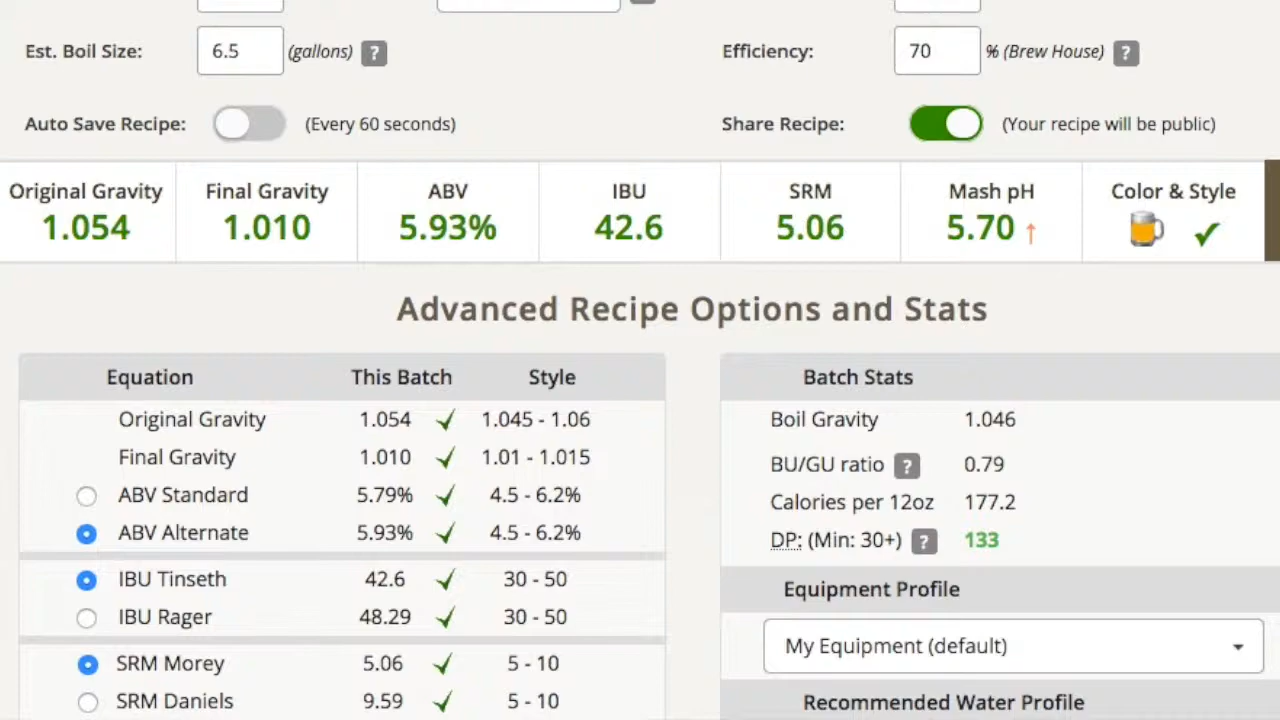 Est. Boil Size: 6.5 (gallons) ? Efficiency: 70 % (Brew House) ?
Auto Save Recipe: (Every 60 seconds) Share Recipe: (Your recipe will be public)
Original Gravity Final Gravity ABV IBU SRM Mash pH Color & Style
1.054 1.010 5.93% 42.6 5.06 5.70 ↑
Advanced Recipe Options and Stats
Equation This Batch Style
Original Gravity 1.054 1.045 - 1.06
Final Gravity 1.010 1.01 - 1.015
ABV Standard 5.79% 4.5 - 6.2%
ABV Alternate 5.93% 4.5 - 6.2%
IBU Tinseth 42.6 30 - 50
IBU Rager 48.29 30 - 50
SRM Morey 5.06 5 - 10
SRM Daniels 9.59 5 - 10
Batch Stats
Boil Gravity 1.046
BU/GU ratio ? 0.79
Calories per 12oz 177.2
DP: (Min: 30+) ? 133
Equipment Profile
My Equipment (default)
Recommended Water Profile